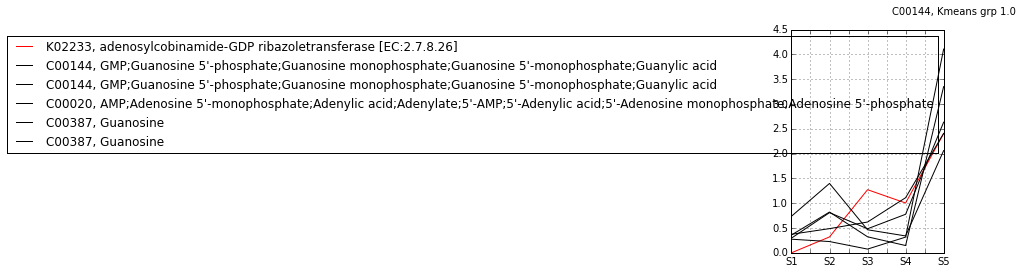 C00144, Kmeans grp 1.0
K02233, adenosylcobinamide-GDP ribazoletransferase [EC:2.7.8.26]
C00144, GMP;Guanosine 5'-phosphate;Guanosine monophosphate;Guanosine 5'-monophosphate;Guanylic acid
C00144, GMP;Guanosine 5'-phosphate;Guanosine monophosphate;Guanosine 5'-monophosphate;Guanylic acid
C00020, AMP;Adenosine 5'-monophosphate;Adenylic acid;Adenylate;5'-AMP;5'-Adenylic acid;5'-Adenosine monophosphate;Adenosine 5'-phosphate
C00387, Guanosine
C00387, Guanosine
4.5
4.0
3.5
3.0
2.5
2.0
1.5
1.0
0.5
0.0
S1 S2 S3 S4 S5